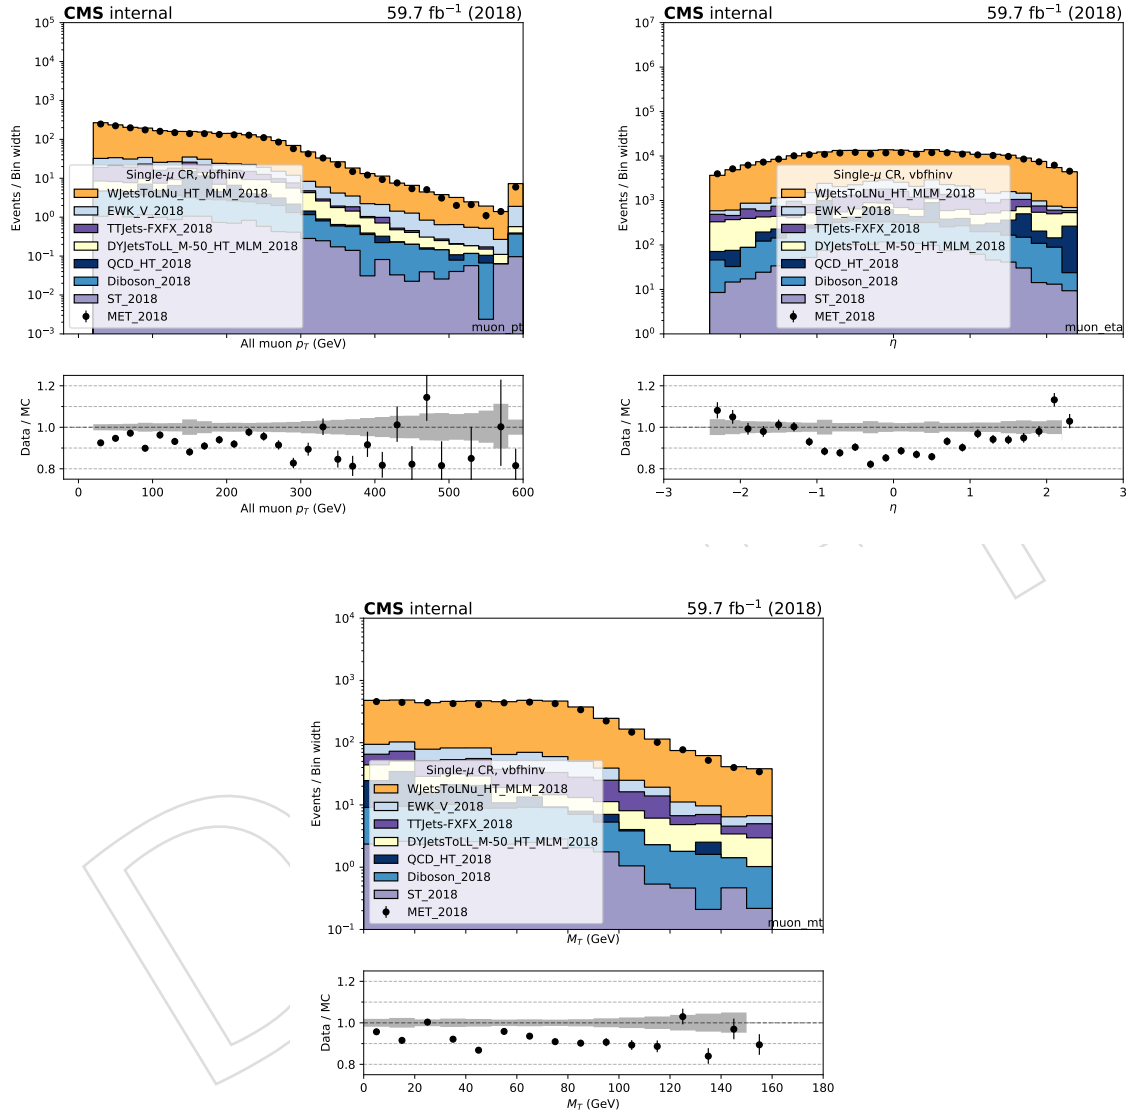 CMS internal 59.7 fb⁻¹ (2018)
10⁵
10⁴
10³
10²
10¹
10⁰
10⁻¹
10⁻²
10⁻³
Events / Bin width
Single-μ CR, vbfhinv
WJetsToLNu_HT_MLM_2018
EWK_V_2018
TTJets-FXFX_2018
DYJetsToLL_M-50_HT_MLM_2018
QCD_HT_2018
Diboson_2018
ST_2018
MET_2018
muon_pt
All muon p_T (GeV)
1.2
1.0
0.8
Data / MC
0 100 200 300 400 500 600
All muon p_T (GeV)
CMS internal 59.7 fb⁻¹ (2018)
10⁷
10⁶
10⁵
10⁴
10³
10²
10¹
10⁰
Events / Bin width
Single-μ CR, vbfhinv
WJetsToLNu_HT_MLM_2018
EWK_V_2018
TTJets-FXFX_2018
DYJetsToLL_M-50_HT_MLM_2018
QCD_HT_2018
Diboson_2018
ST_2018
MET_2018
muon_eta
η
1.2
1.0
0.8
Data / MC
−3 −2 −1 0 1 2 3
η
CMS internal 59.7 fb⁻¹ (2018)
10⁴
10³
10²
10¹
10⁰
10⁻¹
Events / Bin width
Single-μ CR, vbfhinv
WJetsToLNu_HT_MLM_2018
EWK_V_2018
TTJets-FXFX_2018
DYJetsToLL_M-50_HT_MLM_2018
QCD_HT_2018
Diboson_2018
ST_2018
MET_2018
muon_mt
M_T (GeV)
1.2
1.0
0.8
Data / MC
0 20 40 60 80 100 120 140 160 180
M_T (GeV)